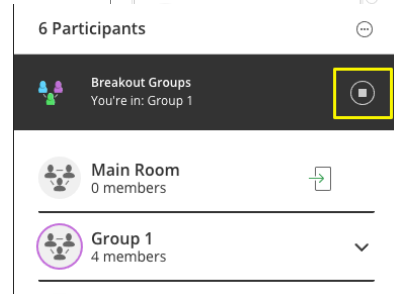 6 Participants
Breakout Groups
You're in: Group 1
Main Room
0 members
Group 1
4 members